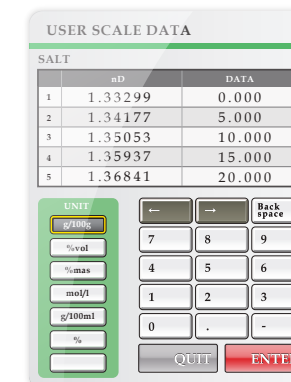 USER SCALE DATA
SALT
nD DATA
1 1.33299 0.000
2 1.34177 5.000
3 1.35053 10.000
4 1.35937 15.000
5 1.36841 20.000
UNIT
g/100g
%vol
%mas
mol/l
g/100ml
%
← → Back space
7 8 9
4 5 6
1 2 3
0 . -
QUIT ENTE